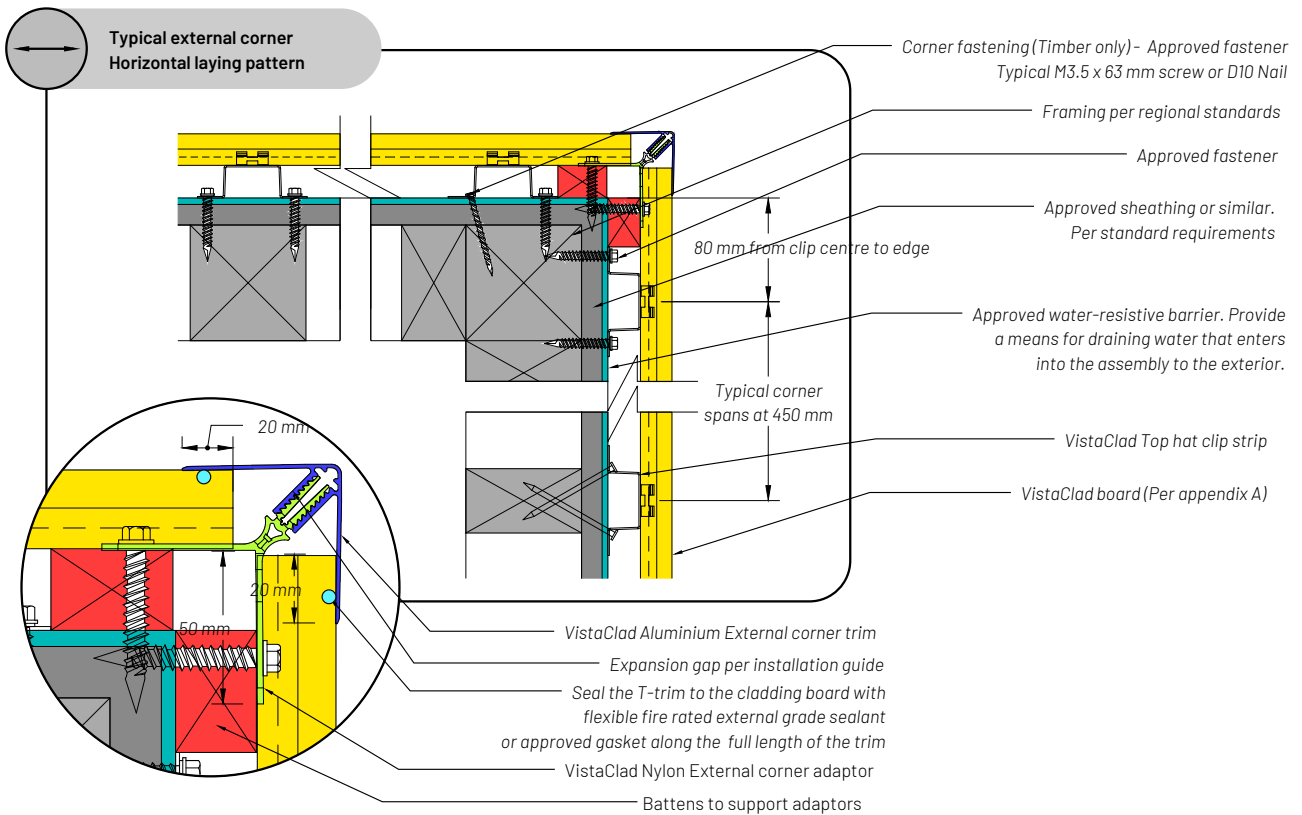 Typical external corner
Horizontal laying pattern
Corner fastening (Timber only) - Approved fastener
Typical M3.5 x 63 mm screw or D10 Nail
Framing per regional standards
Approved fastener
Approved sheathing or similar.
Per standard requirements
80 mm from clip centre to edge
Approved water-resistive barrier. Provide
a means for draining water that enters
into the assembly to the exterior.
Typical corner
spans at 450 mm
VistaClad Top hat clip strip
VistaClad board (Per appendix A)
20 mm
20 mm
50 mm
VistaClad Aluminium External corner trim
Expansion gap per installation guide
Seal the T-trim to the cladding board with
flexible fire rated external grade sealant
or approved gasket along the full length of the trim
VistaClad Nylon External corner adaptor
Battens to support adaptors